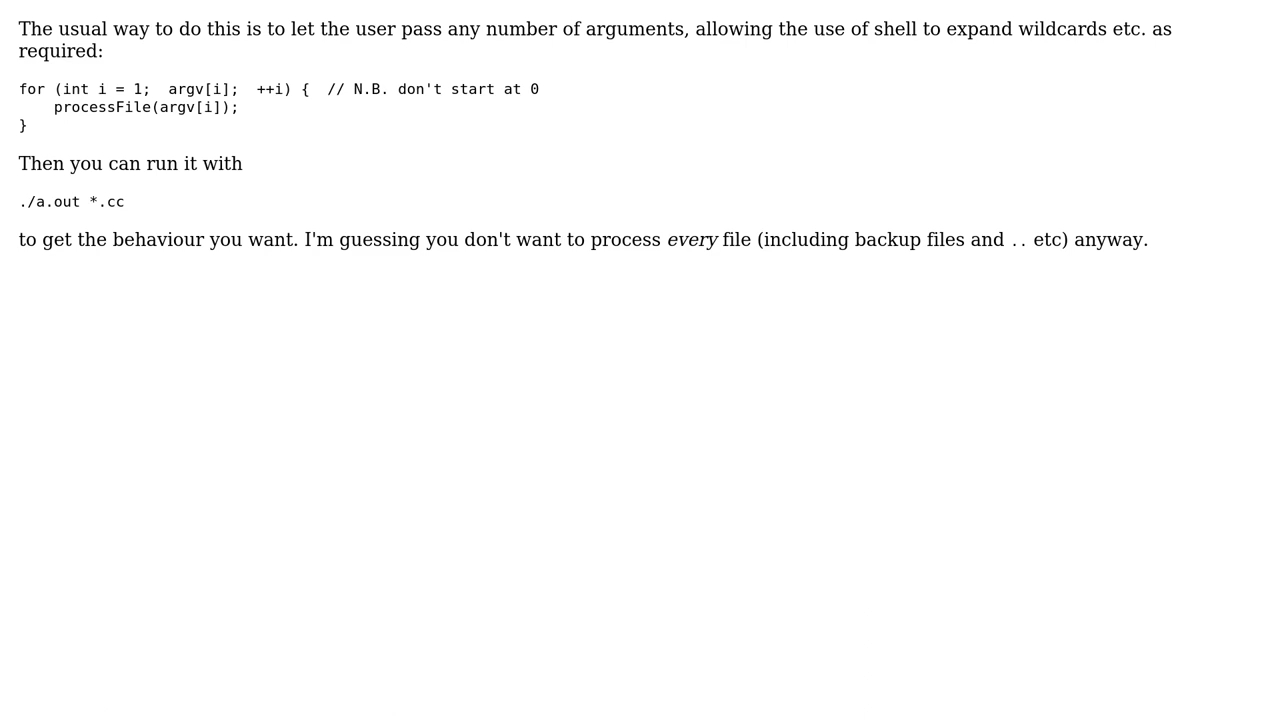 The usual way to do this is to let the user pass any number of arguments, allowing the use of shell to expand wildcards etc. as
required:
for (int i = 1;  argv[i];  ++i) {  // N.B. don't start at 0
    processFile(argv[i]);
}
Then you can run it with
./a.out *.cc
to get the behaviour you want. I'm guessing you don't want to process every file (including backup files and .. etc) anyway.